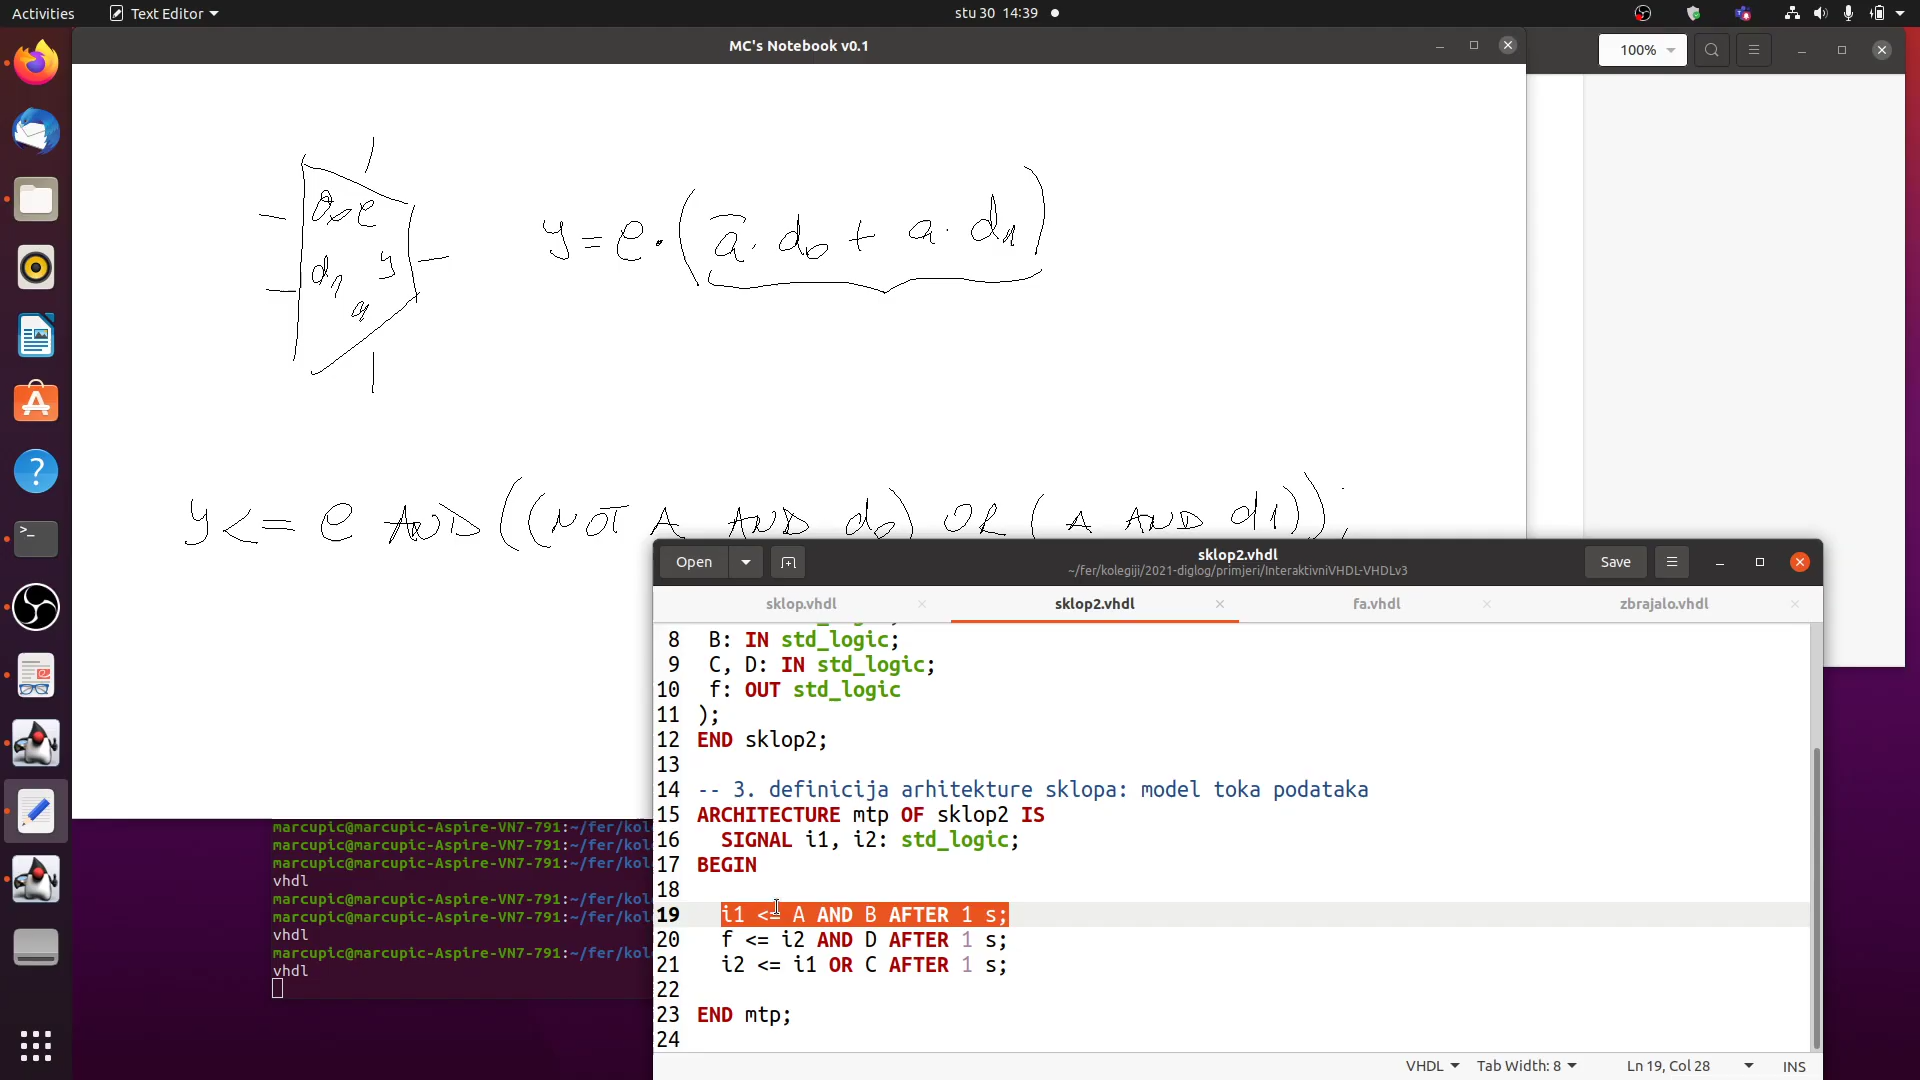 Activities
Text Editor
stu 30 14:39
MC's Notebook v0.1
100%
d0 e
d1 y
a
y = e · (a̅ · d0 + a · d1)
y <= e AND ((NOT A AND d0) OR (A AND d1));
Open
sklop2.vhdl
~/fer/kolegiji/2021-diglog/primjeri/InteraktivniVHDL-VHDLv3
Save
sklop.vhdl
sklop2.vhdl
fa.vhdl
zbrajalo.vhdl
8 B: IN std_logic;
9 C, D: IN std_logic;
10 f: OUT std_logic
11 );
12 END sklop2;
13
14 -- 3. definicija arhitekture sklopa: model toka podataka
15 ARCHITECTURE mtp OF sklop2 IS
16 SIGNAL i1, i2: std_logic;
17 BEGIN
18
19 i1 <= A AND B AFTER 1 s;
20 f <= i2 AND D AFTER 1 s;
21 i2 <= i1 OR C AFTER 1 s;
22
23 END mtp;
24
marcupic@marcupic-Aspire-VN7-791:~/fer/kol
marcupic@marcupic-Aspire-VN7-791:~/fer/kol
marcupic@marcupic-Aspire-VN7-791:~/fer/kol
vhdl
marcupic@marcupic-Aspire-VN7-791:~/fer/kol
marcupic@marcupic-Aspire-VN7-791:~/fer/kol
vhdl
marcupic@marcupic-Aspire-VN7-791:~/fer/kol
vhdl
VHDL
Tab Width: 8
Ln 19, Col 28
INS